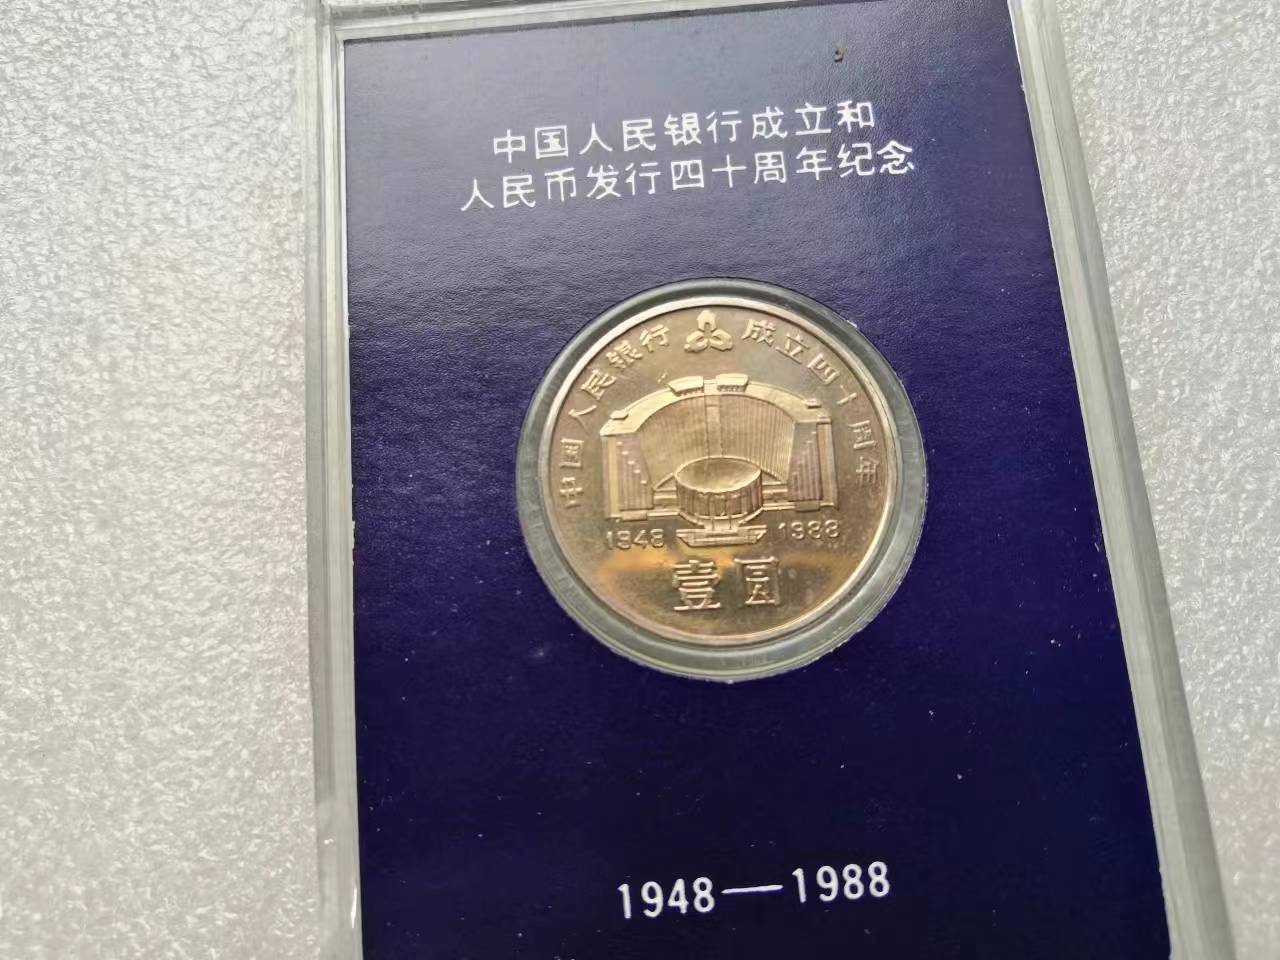 中国人民银行成立和
人民币发行四十周年纪念
中国人民银行 成立四十周年
1948 1988
壹圆
1948—1988